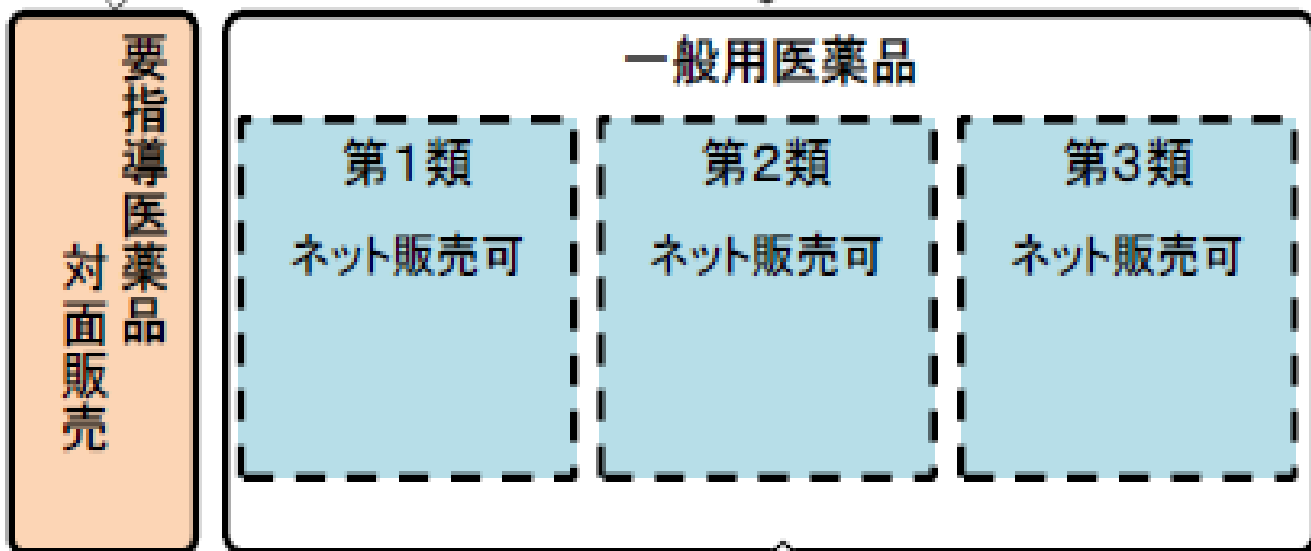 要指導医薬品
対面販売
一般用医薬品
第1類
ネット販売可
第2類
ネット販売可
第3類
ネット販売可